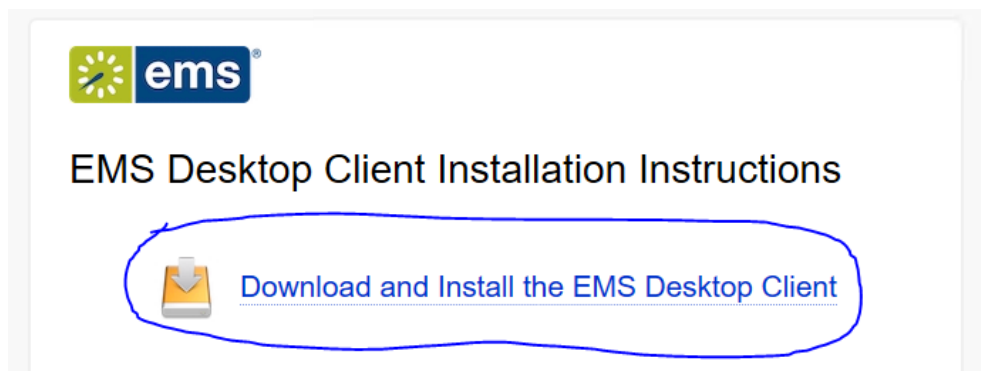 ems®
EMS Desktop Client Installation Instructions
Download and Install the EMS Desktop Client